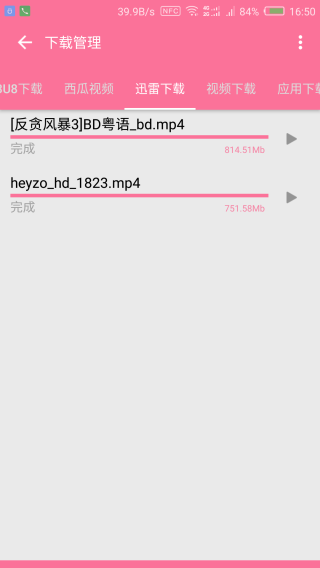 39.9B/s NFC 84% 16:50
下载管理
3U8下载 西瓜视频 迅雷下载 视频下载 应用下载
[反贪风暴3]BD粤语_bd.mp4
完成 814.51Mb
heyzo_hd_1823.mp4
完成 751.58Mb